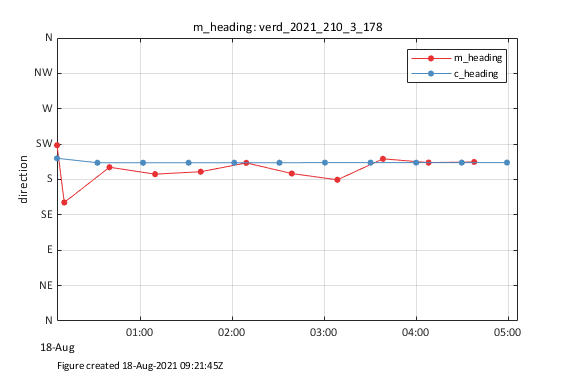 m_heading: verd_2021_210_3_178
N
NW
W
SW
S
SE
E
NE
N
direction
m_heading
c_heading
01:00 02:00 03:00 04:00 05:00
18-Aug
Figure created 18-Aug-2021 09:21:45Z